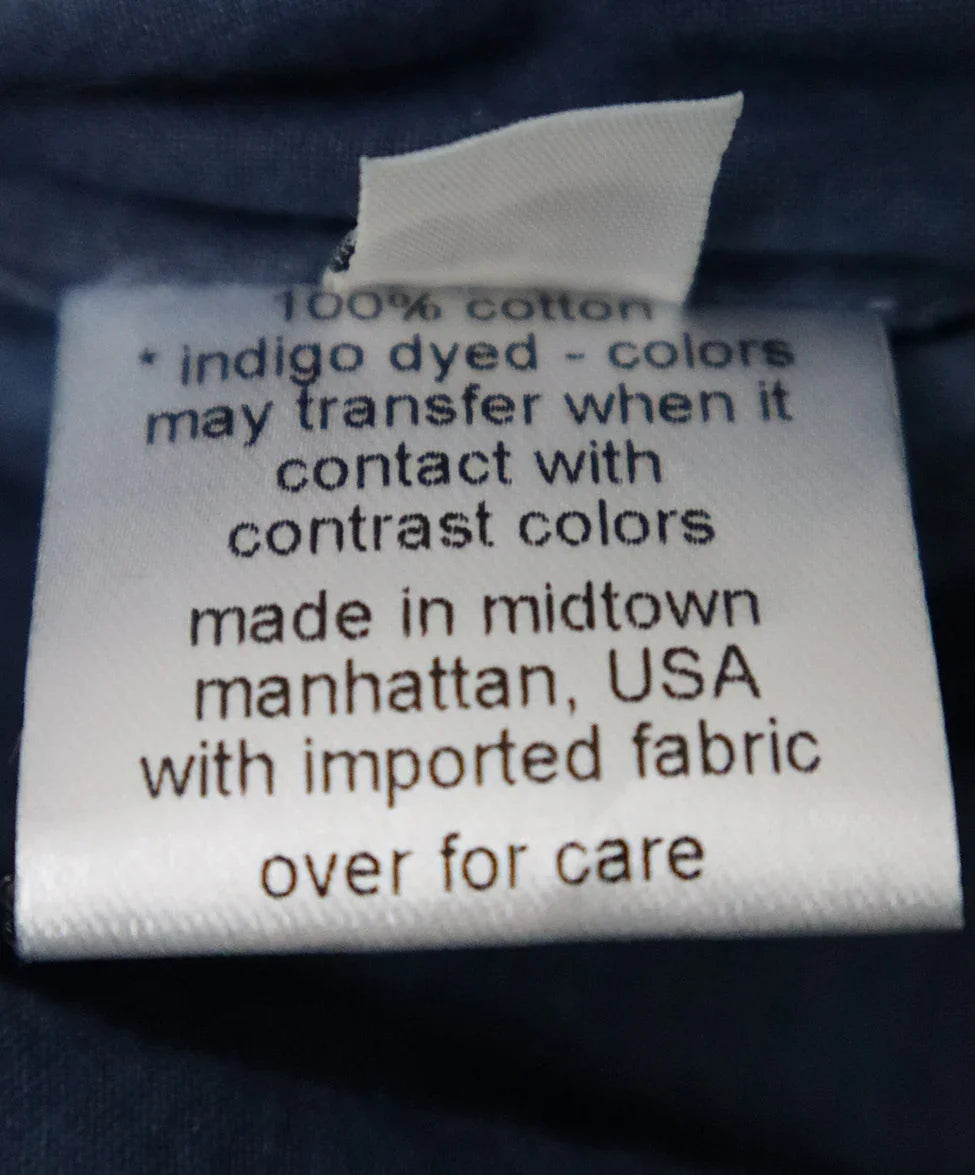 100% cotton
* indigo dyed - colors
may transfer when it
contact with
contrast colors
made in midtown
manhattan, USA
with imported fabric
over for care